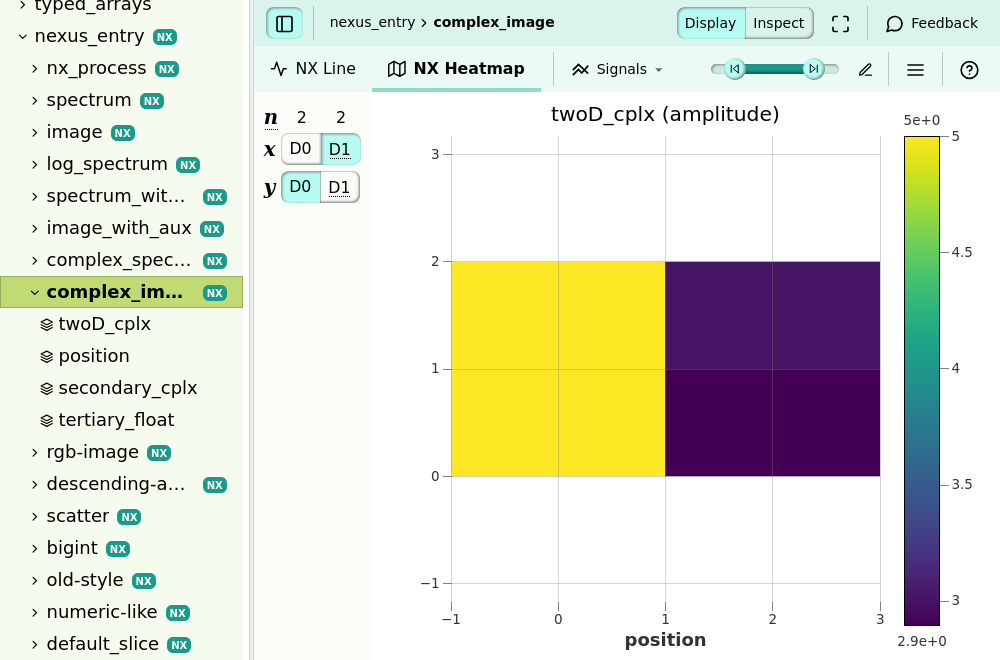 typed_arrays
nexus_entry NX
nx_process NX
spectrum NX
image NX
log_spectrum NX
spectrum_wit... NX
image_with_aux NX
complex_spec... NX
complex_im... NX
twoD_cplx
position
secondary_cplx
tertiary_float
rgb-image NX
descending-a... NX
scatter NX
bigint NX
old-style NX
numeric-like NX
default_slice NX
nexus_entry › complex_image
Display Inspect
Feedback
NX Line
NX Heatmap
Signals
n 2 2
x D0 D1
y D0 D1
twoD_cplx (amplitude)
3
2
1
0
−1
−1 0 1 2 3
position
5e+0
5
4.5
4
3.5
3
2.9e+0